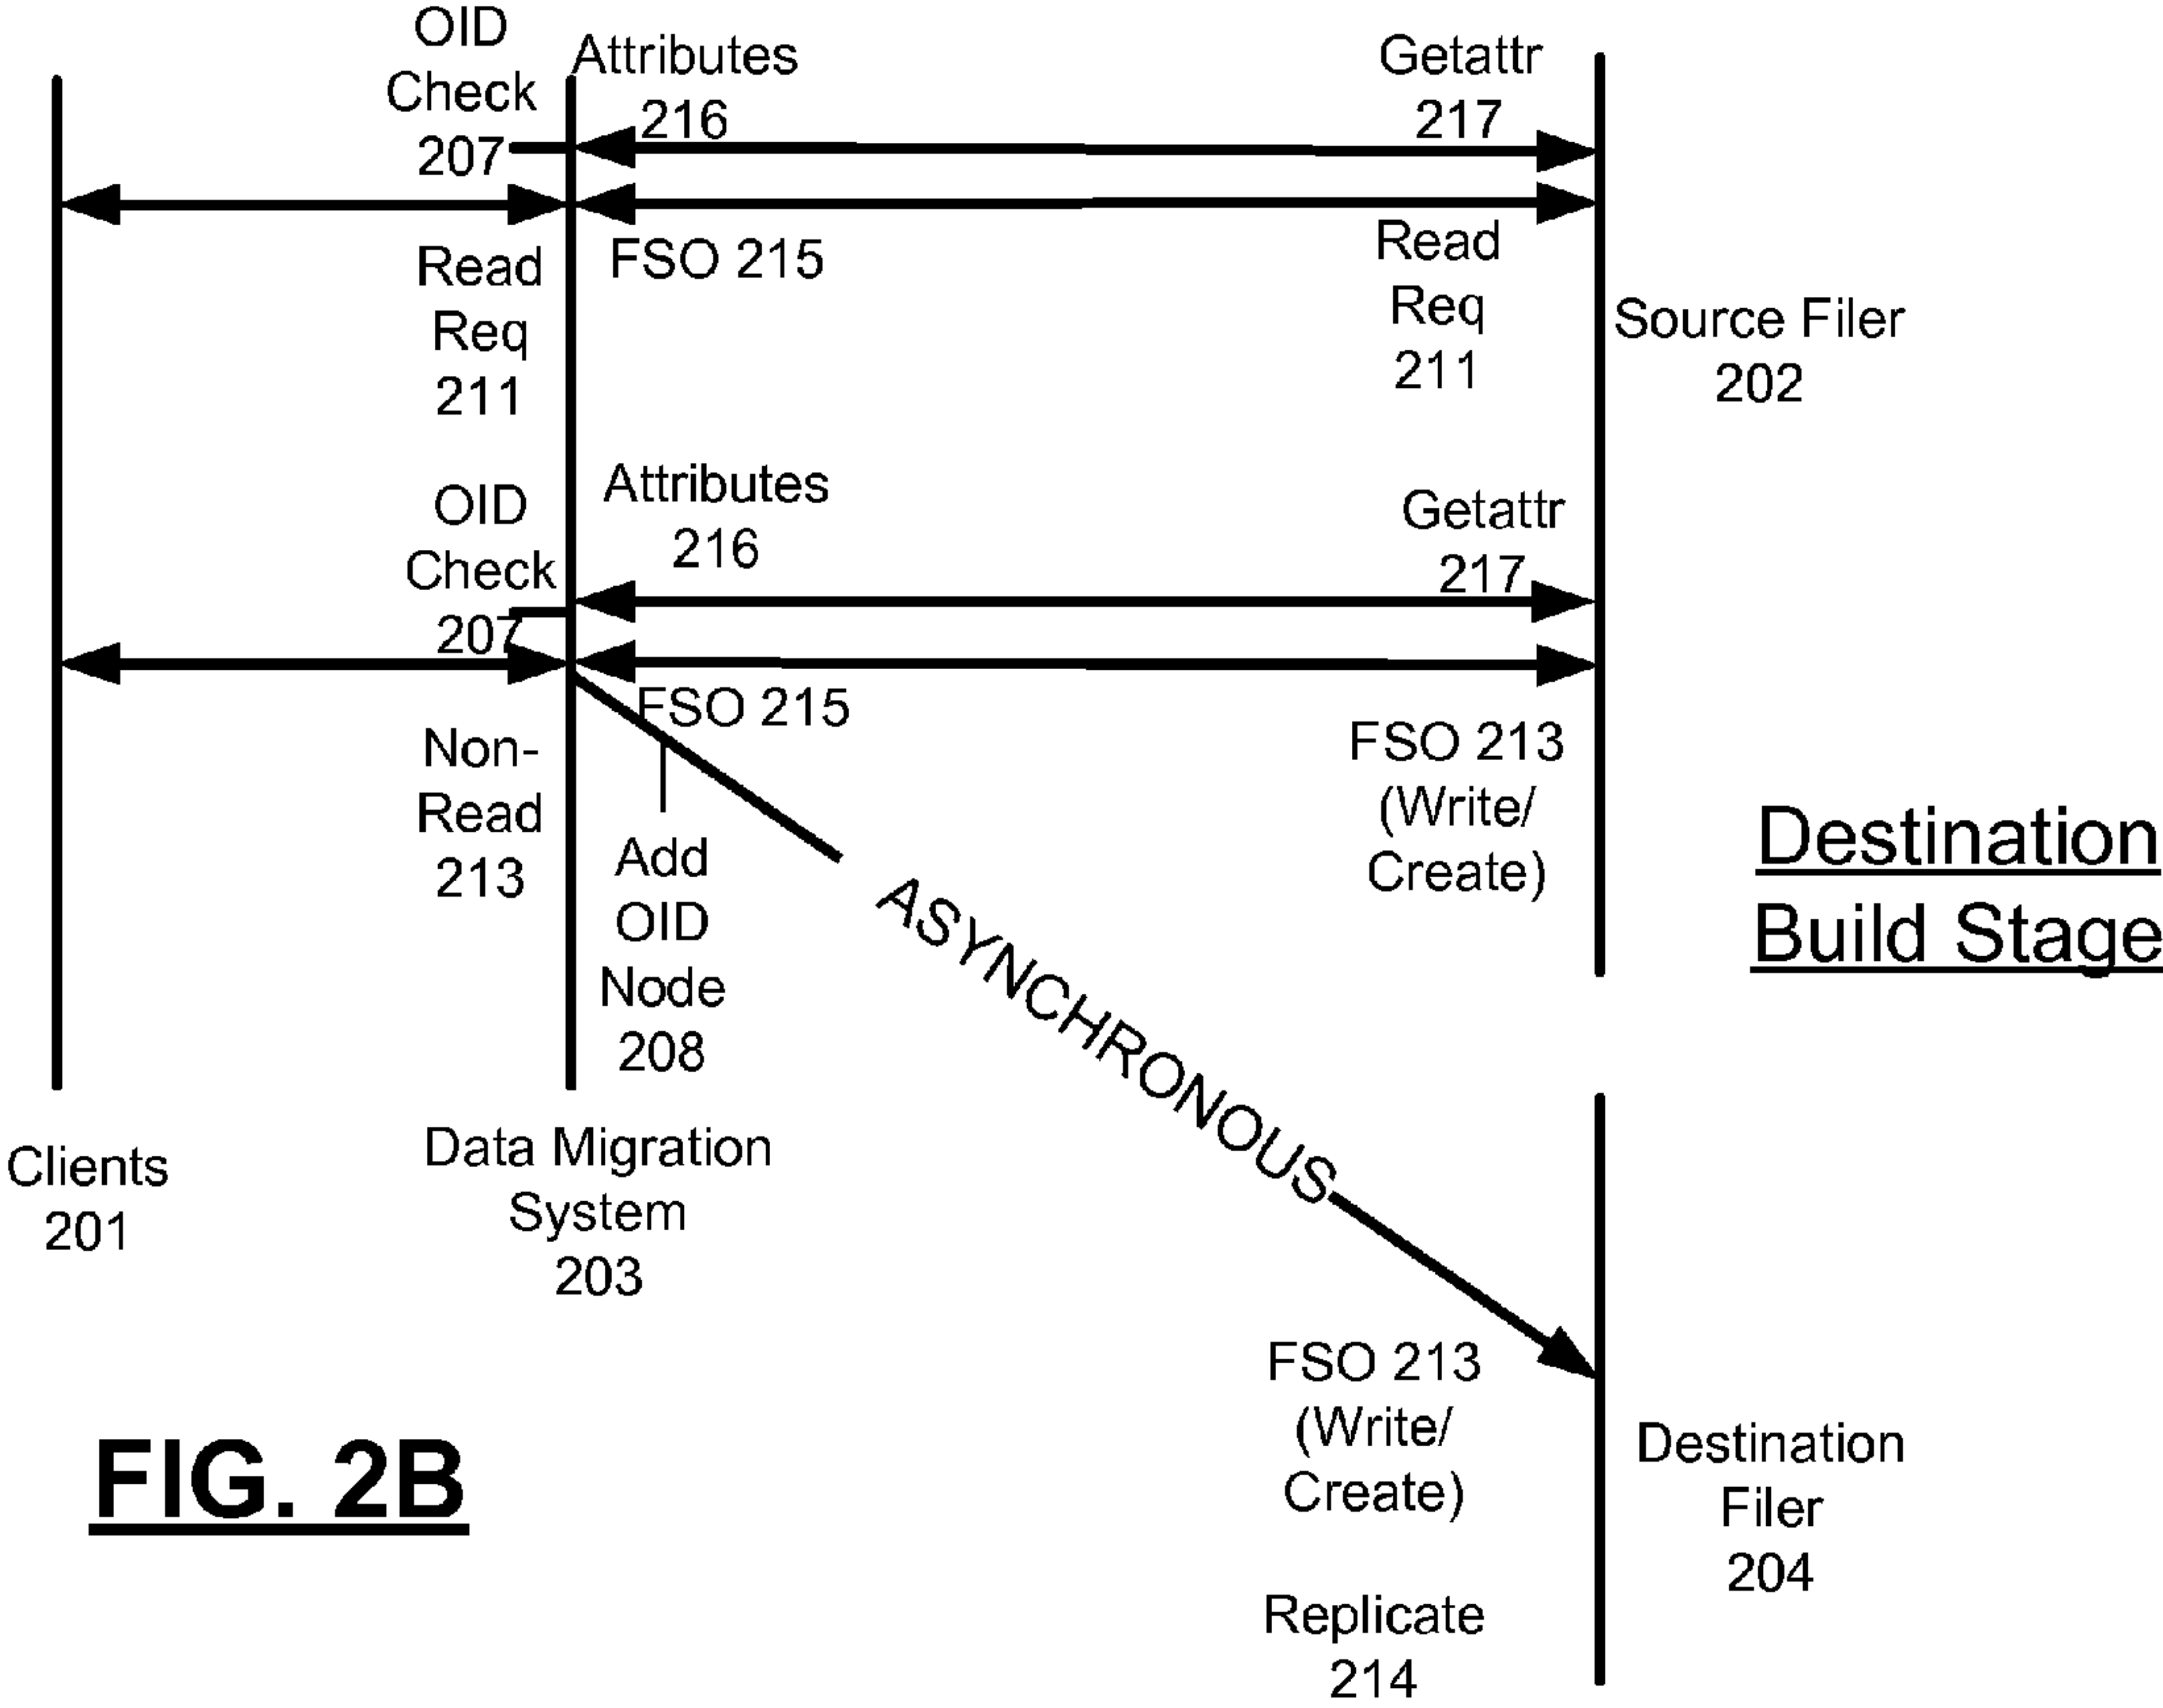 OID
Check
207
Attributes
216
Getattr
217
Read
Req
211
FSO 215
Read
Req
211
Source Filer
202
OID
Check
207
Attributes
216
Getattr
217
Non-
Read
213
FSO 215
Add
OID
Node
208
FSO 213
(Write/
Create)
Destination
Build Stage
ASYNCHRONOUS
Clients
201
Data Migration
System
203
FSO 213
(Write/
Create)
Replicate
214
Destination
Filer
204
FIG. 2B